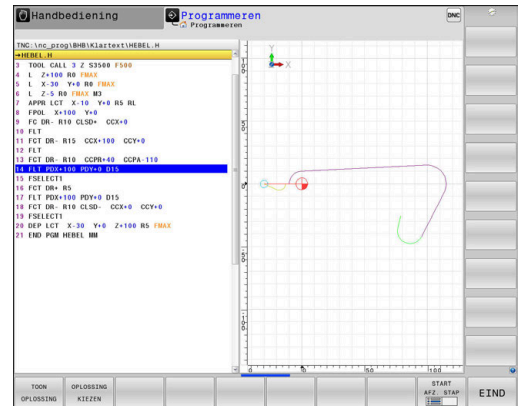 Handbediening
Programmeren
Programmeren
DNC
TNC:\nc_prog\BHB\Klartext\HEBEL.H
→HEBEL.H
3 TOOL CALL 3 Z S3500 F500
4 L Z+100 R0 FMAX
5 L X-30 Y+0 R0 FMAX
6 L Z-5 R0 FMAX M3
7 APPR LCT X-10 Y+0 R5 RL
8 FPOL X+100 Y+0
9 FC DR- R10 CLSD+ CCX+0
10 FLT
11 FCT DR- R15 CCX+100 CCY+0
12 FLT
13 FCT DR- R10 CCPR+40 CCPA-110
14 FLT PDX+100 PDY+0 D15
15 FSELECT1
16 FCT DR+ R5
17 FLT PDX+100 PDY+0 D15
18 FCT DR- R10 CLSD- CCX+0 CCY+0
19 FSELECT1
20 DEP LCT X-30 Y+0 Z+100 R5 FMAX
21 END PGM HEBEL MM
Y
X
50
100
TOON OPLOSSING
OPLOSSING KIEZEN
START AFZ. STAP
EIND